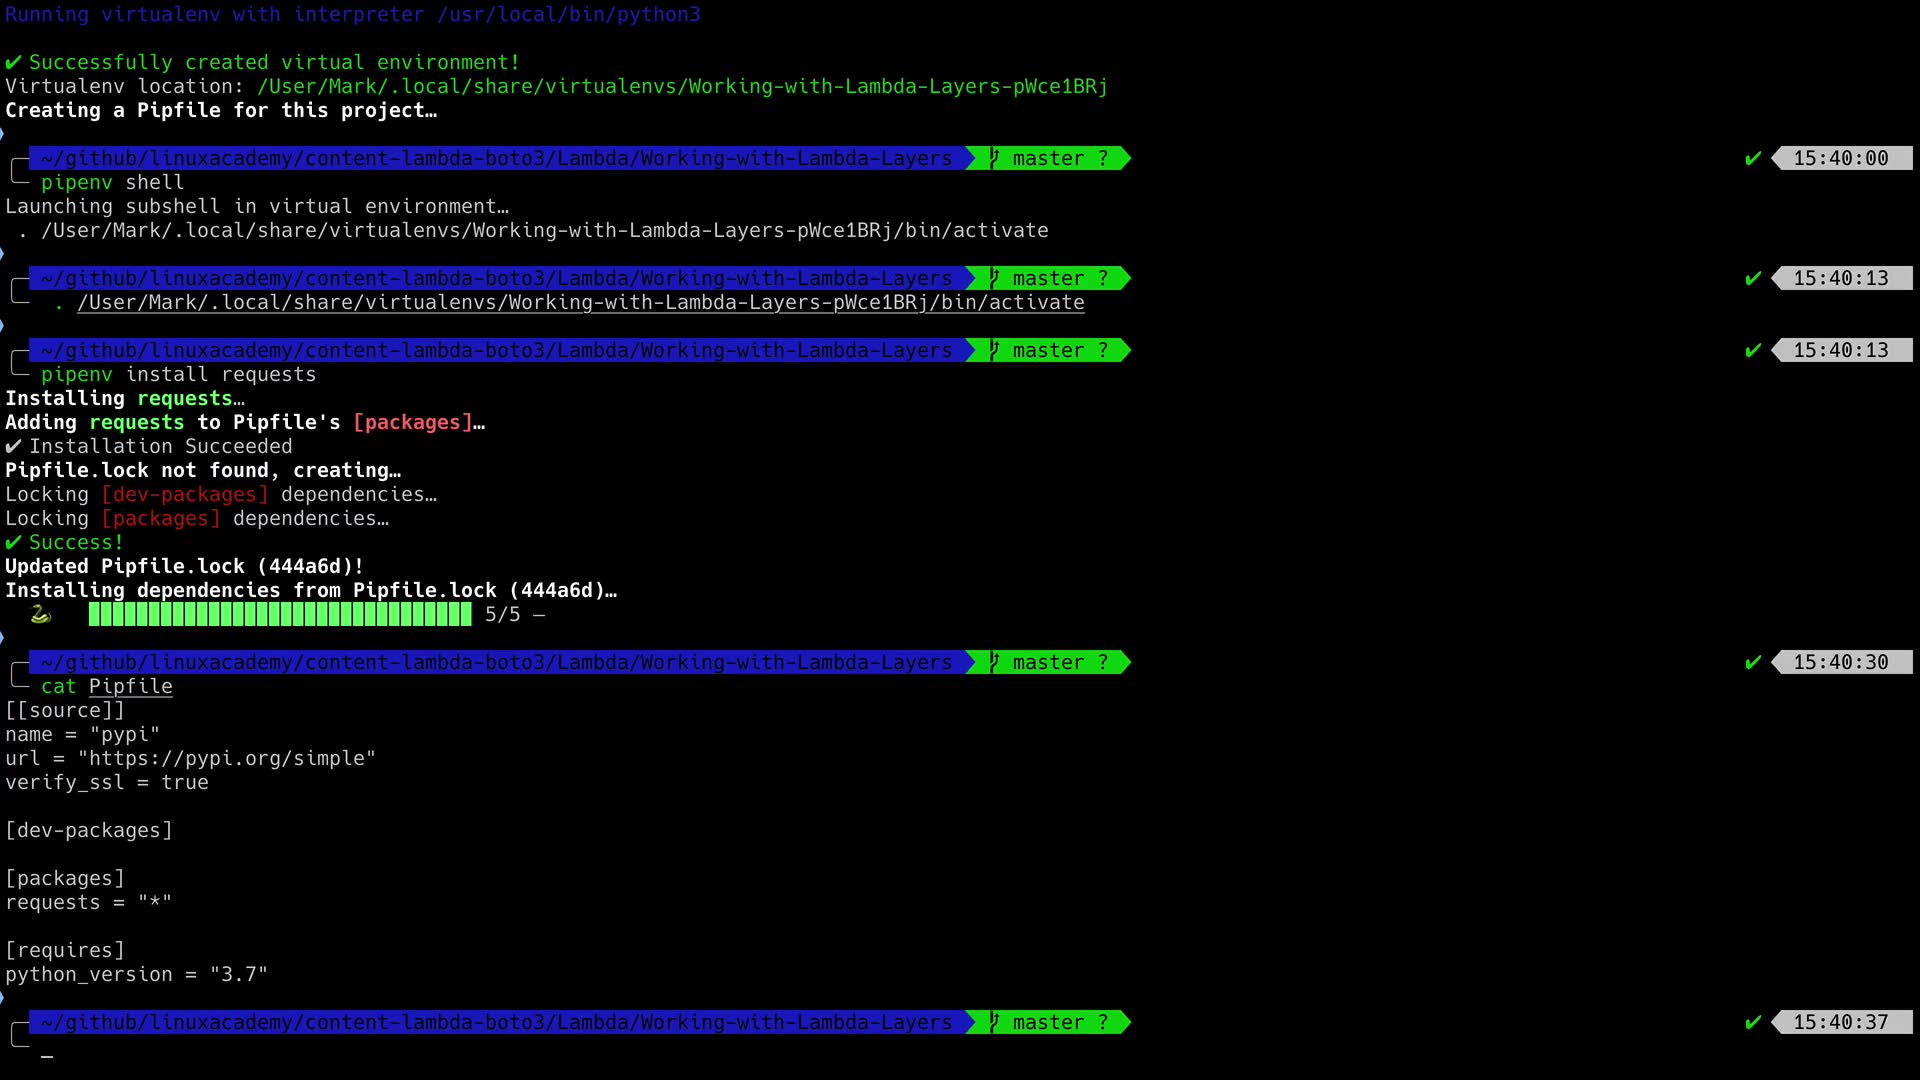 Running virtualenv with interpreter /usr/local/bin/python3
✔ Successfully created virtual environment!
Virtualenv location: /User/Mark/.local/share/virtualenvs/Working-with-Lambda-Layers-pWce1BRj
Creating a Pipfile for this project…
~/github/linuxacademy/content-lambda-boto3/Lambda/Working-with-Lambda-Layers master ? ✔ 15:40:00
pipenv shell
Launching subshell in virtual environment…
. /User/Mark/.local/share/virtualenvs/Working-with-Lambda-Layers-pWce1BRj/bin/activate
~/github/linuxacademy/content-lambda-boto3/Lambda/Working-with-Lambda-Layers master ? ✔ 15:40:13
. /User/Mark/.local/share/virtualenvs/Working-with-Lambda-Layers-pWce1BRj/bin/activate
~/github/linuxacademy/content-lambda-boto3/Lambda/Working-with-Lambda-Layers master ? ✔ 15:40:13
pipenv install requests
Installing requests…
Adding requests to Pipfile's [packages]…
✔ Installation Succeeded
Pipfile.lock not found, creating…
Locking [dev-packages] dependencies…
Locking [packages] dependencies…
✔ Success!
Updated Pipfile.lock (444a6d)!
Installing dependencies from Pipfile.lock (444a6d)…
🐍 ▉▉▉▉▉▉▉▉▉▉▉▉▉▉▉▉▉▉▉▉▉▉▉▉▉▉▉▉▉▉▉▉ 5/5 —
~/github/linuxacademy/content-lambda-boto3/Lambda/Working-with-Lambda-Layers master ? ✔ 15:40:30
cat Pipfile
[[source]]
name = "pypi"
url = "https://pypi.org/simple"
verify_ssl = true
[dev-packages]
[packages]
requests = "*"
[requires]
python_version = "3.7"
~/github/linuxacademy/content-lambda-boto3/Lambda/Working-with-Lambda-Layers master ? ✔ 15:40:37